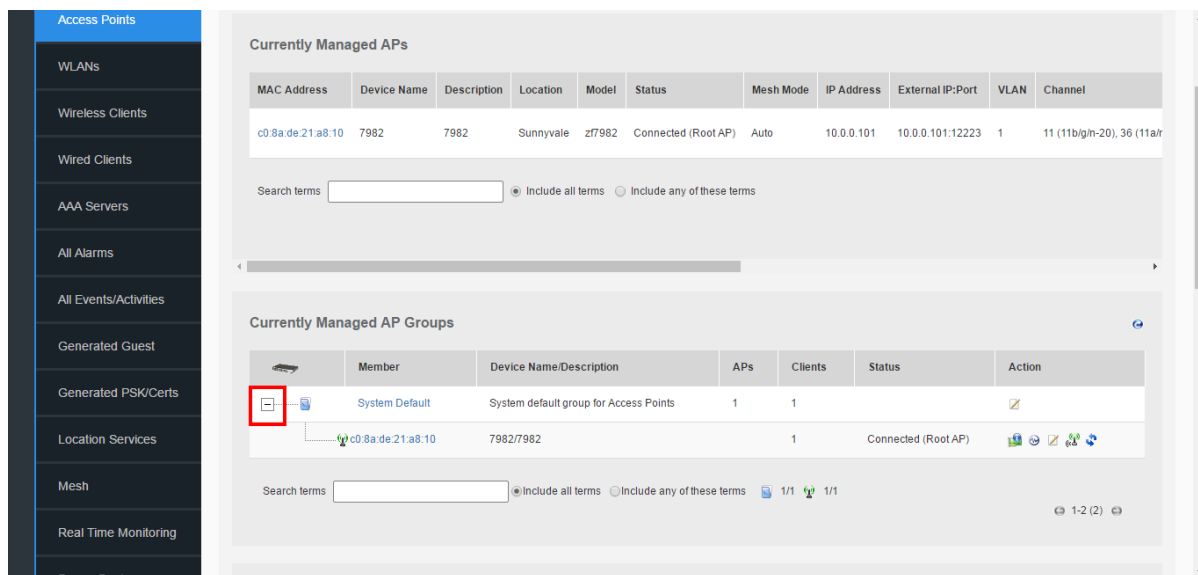 Access Points
WLANs
Wireless Clients
Wired Clients
AAA Servers
All Alarms
All Events/Activities
Generated Guest
Generated PSK/Certs
Location Services
Mesh
Real Time Monitoring
Currently Managed APs
MAC Address Device Name Description Location Model Status Mesh Mode IP Address External IP:Port VLAN Channel
c0:8a:de:21:a8:10 7982 7982 Sunnyvale zf7982 Connected (Root AP) Auto 10.0.0.101 10.0.0.101:12223 1 11 (11b/g/n-20), 36 (11a/
Search terms Include all terms Include any of these terms
Currently Managed AP Groups
Member Device Name/Description APs Clients Status Action
System Default System default group for Access Points 1 1
c0:8a:de:21:a8:10 7982/7982 1 Connected (Root AP)
Search terms Include all terms Include any of these terms 1/1 1/1
1-2 (2)